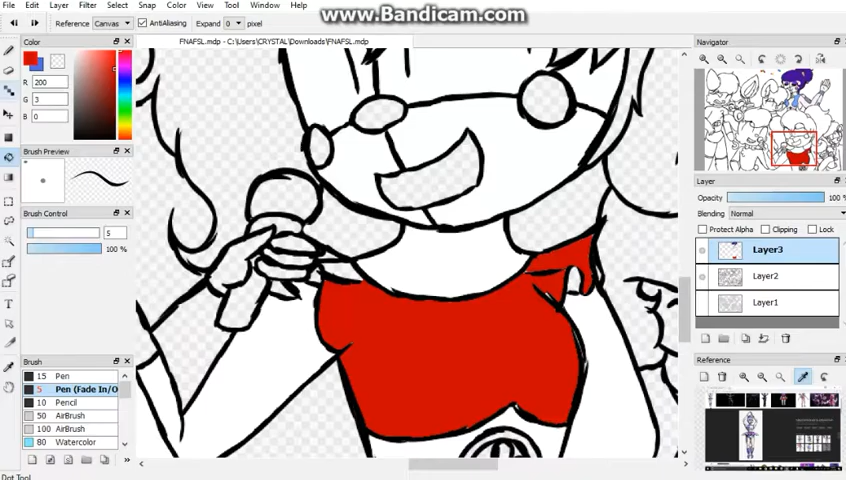 www.Bandicam.com
File Edit Layer Filter Select Snap Color View Tool Window Help
Reference Canvas AntiAliasing Expand 0 pixel
FNAFSL.mdp - C:\Users\CRYSTAL\Downloads\FNAFSL.mdp
Color
R
200
G
3
B
0
Brush Preview
Brush Control
5
100 %
Brush
15 Pen
5 Pen (Fade In/O
10 Pencil
50 AirBrush
100 AirBrush
80 Watercolor
Dot Tool
Navigator
Layer
Opacity 100 %
Blending Normal
Protect Alpha Clipping Lock
Layer3
Layer2
Layer1
Reference